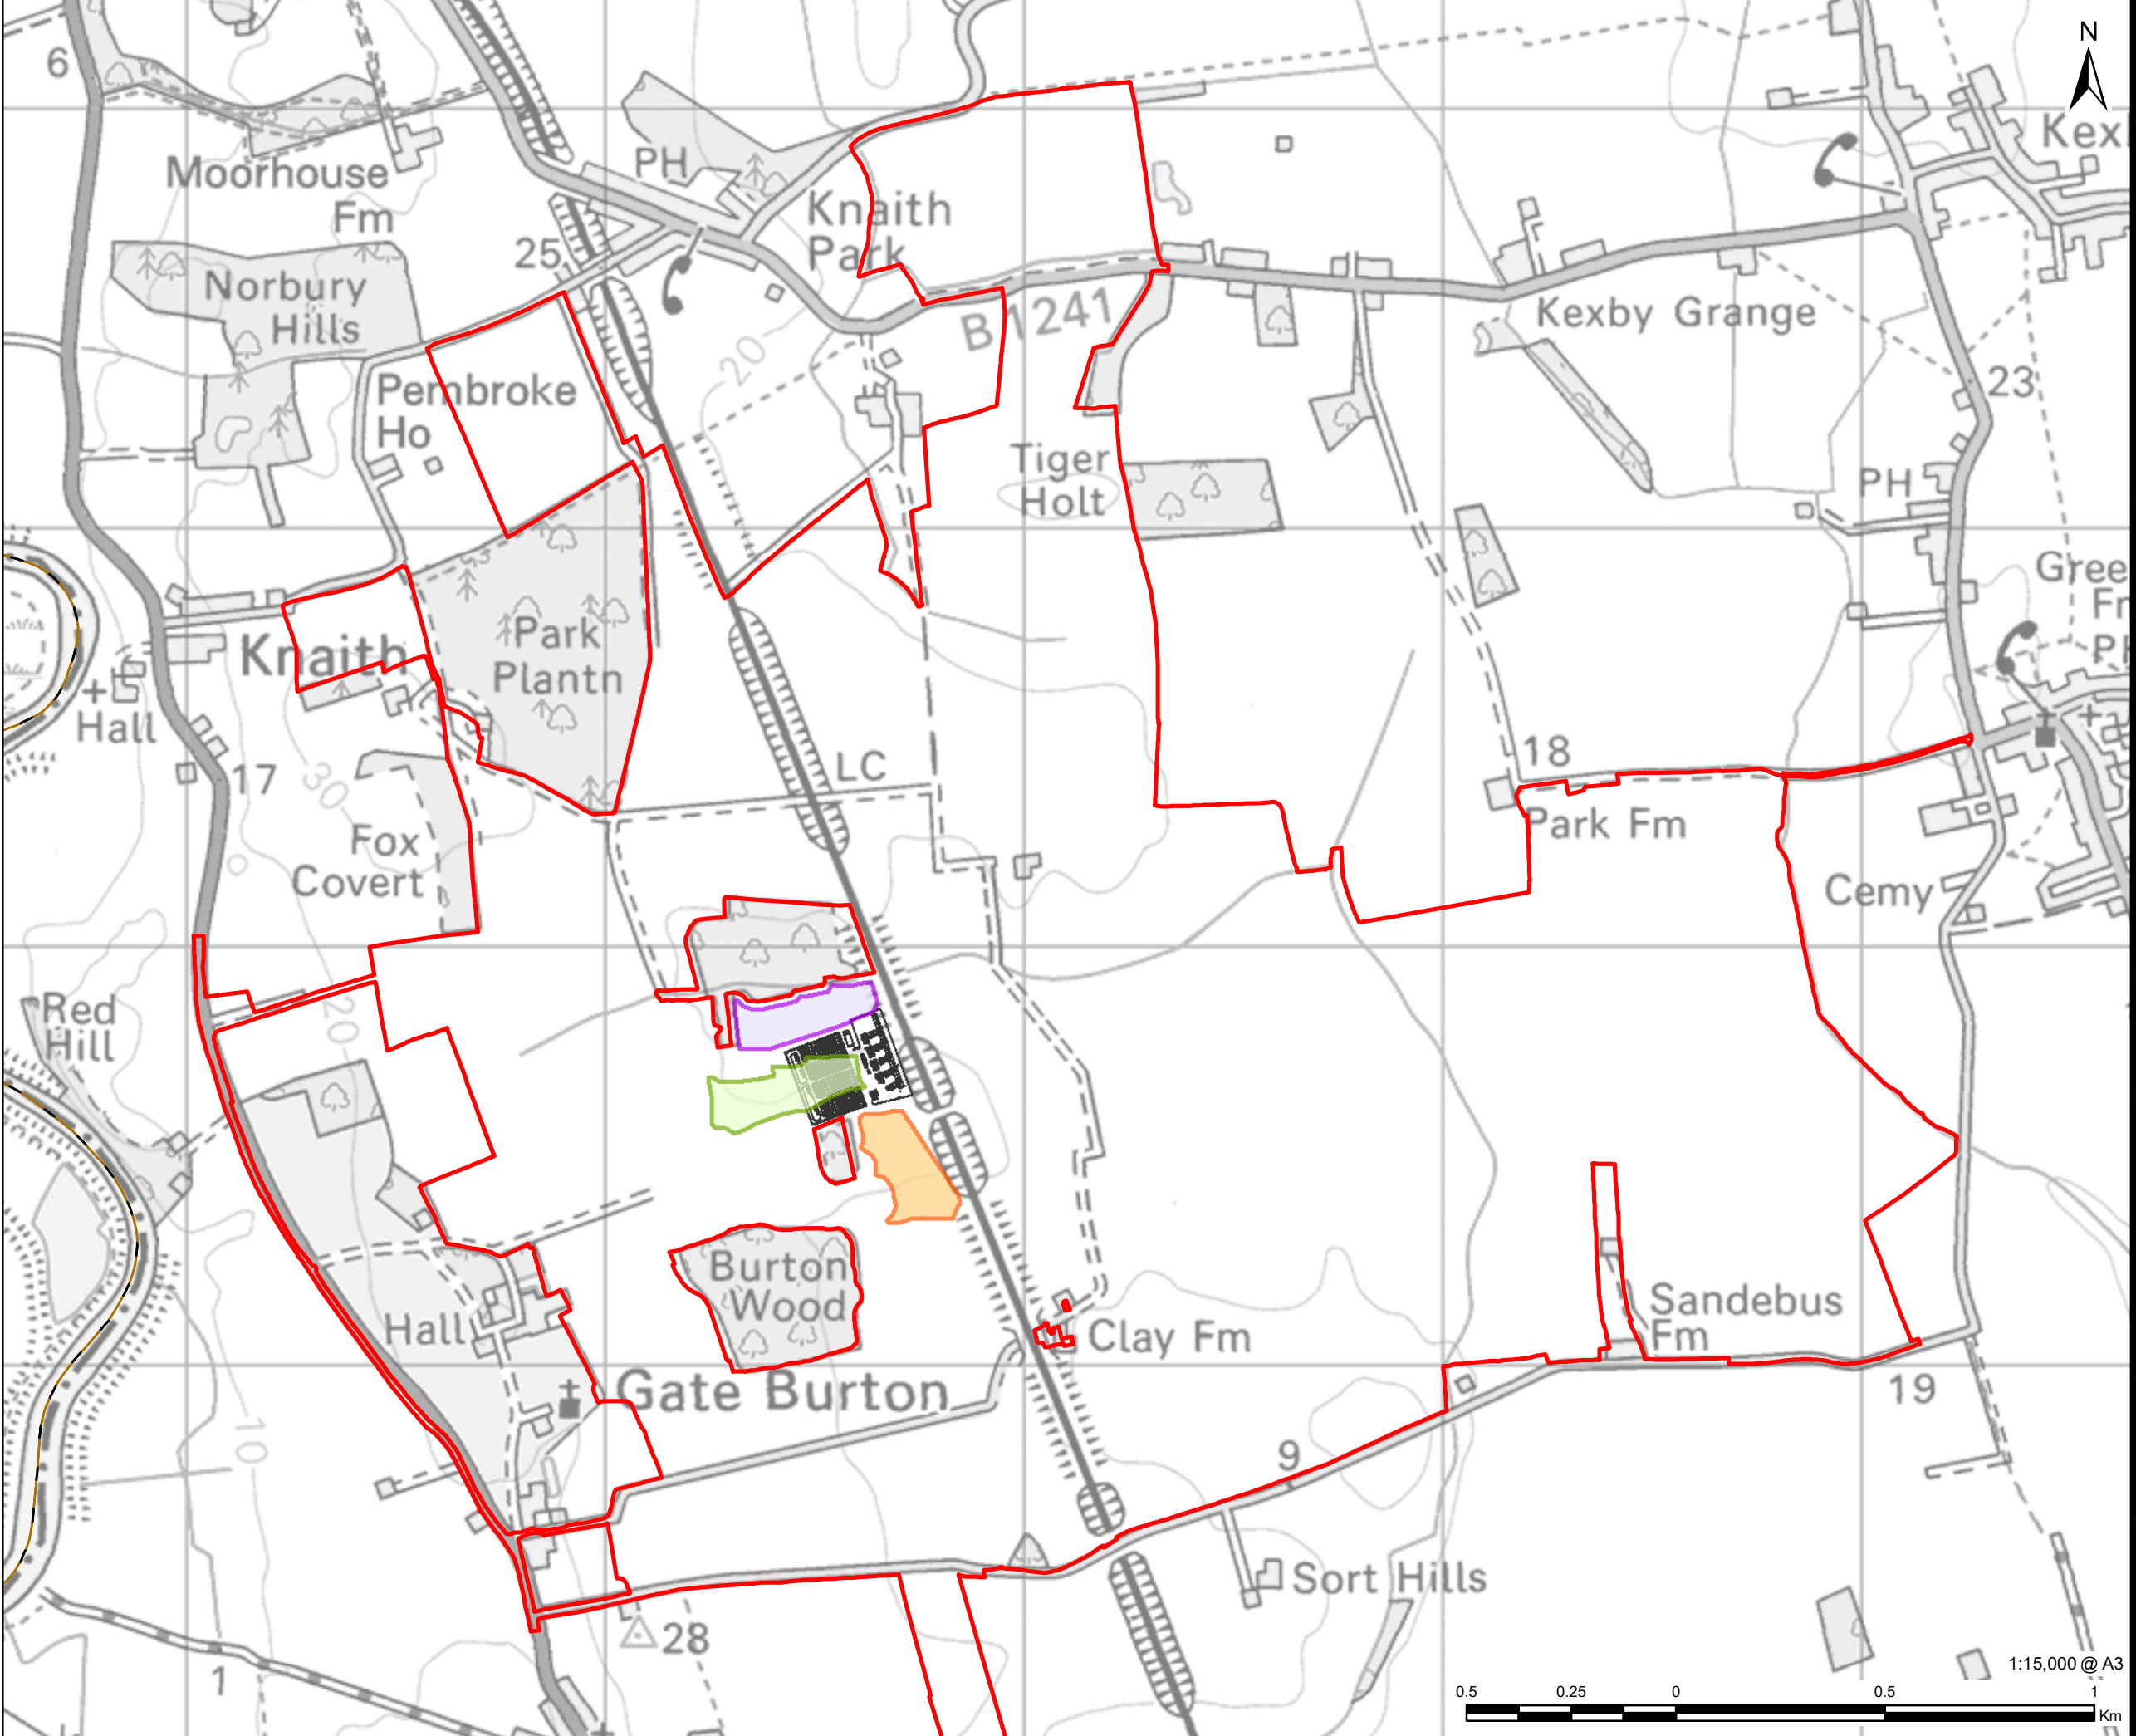 N
6
Kex
PH
Moorhouse
Fm
Knaith
Park
25
Norbury
Hills
B 1241
Kexby Grange
20
Pembroke
Ho
23
Tiger
Holt
PH
Gree
Fr
PH
Park
Plantn
Knaith
Hall
17
LC
18
30
Park Fm
Fox
Covert
Cemy
Red
Hill
20
Burton
Wood
Sandebus
Fm
Hall
Clay Fm
Gate Burton
19
10
9
Sort Hills
28
1
1:15,000 @ A3
0.5 0.25 0 0.5 1
Km